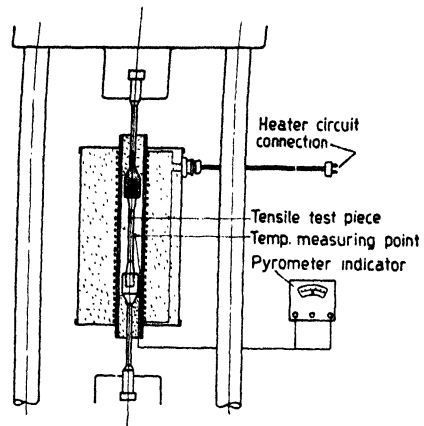 Heater circuit
connection
Tensile test piece
Temp. measuring point
Pyrometer indicator